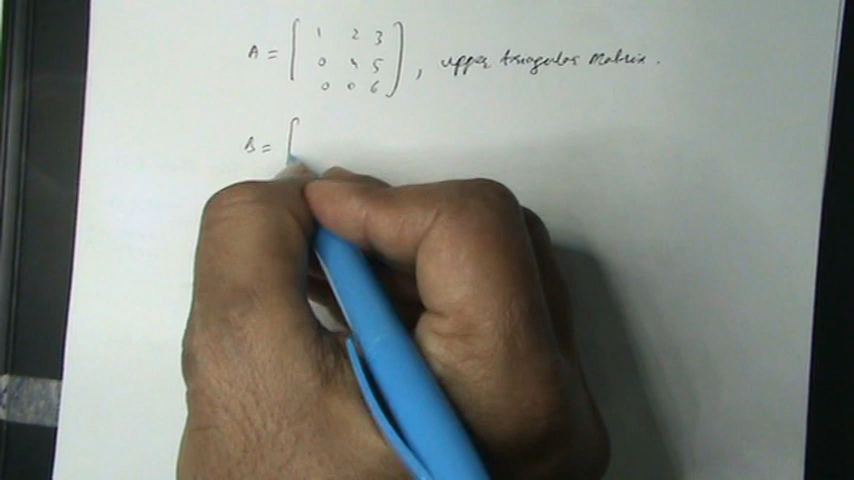 A = [ 1 2 3
0 4 5
0 0 6 ] , upper triangular Matrix .
B = [